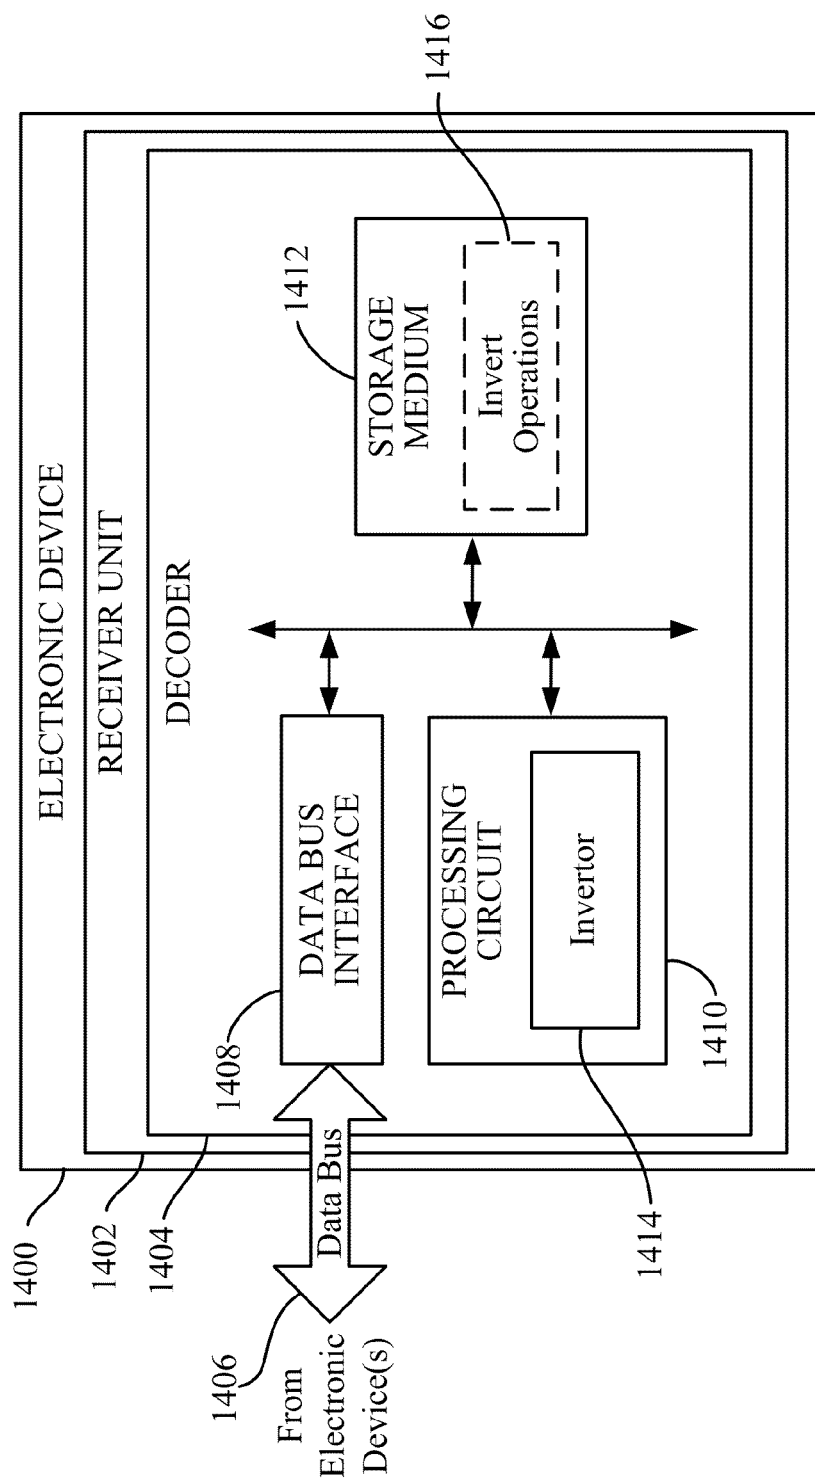 ELECTRONIC DEVICE
RECEIVER UNIT
DECODER
1400
1402
1404
1406
From
Electronic
Device(s)
Data Bus
1408
DATA BUS
INTERFACE
PROCESSING
CIRCUIT
Invertor
1410
1414
STORAGE
MEDIUM
1412
Invert
Operations
1416